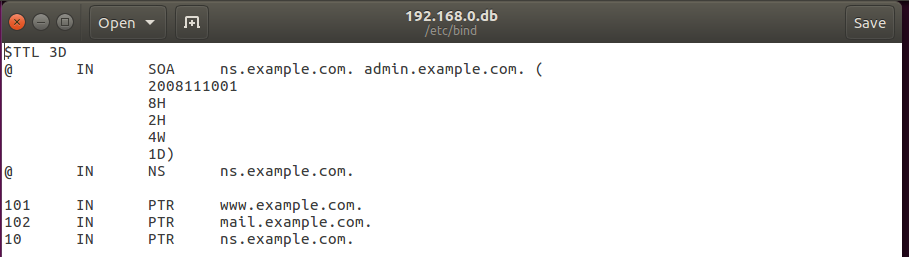 Open
192.168.0.db
/etc/bind
Save
$TTL 3D
@ IN SOA ns.example.com. admin.example.com. (
2008111001
8H
2H
4W
1D)
@ IN NS ns.example.com.
101 IN PTR www.example.com.
102 IN PTR mail.example.com.
10 IN PTR ns.example.com.